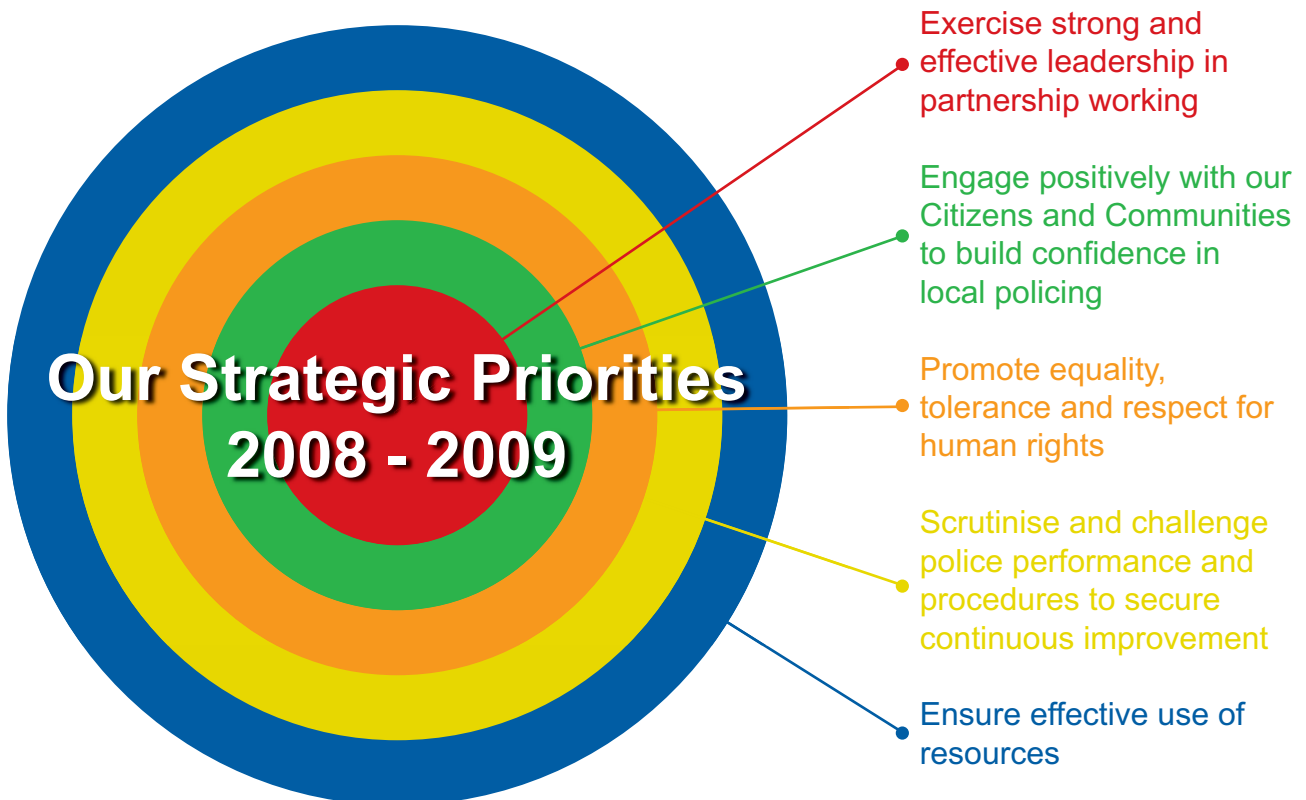 Our Strategic Priorities
2008 - 2009
Exercise strong and
effective leadership in
partnership working
Engage positively with our
Citizens and Communities
to build confidence in
local policing
Promote equality,
tolerance and respect for
human rights
Scrutinise and challenge
police performance and
procedures to secure
continuous improvement
Ensure effective use of
resources